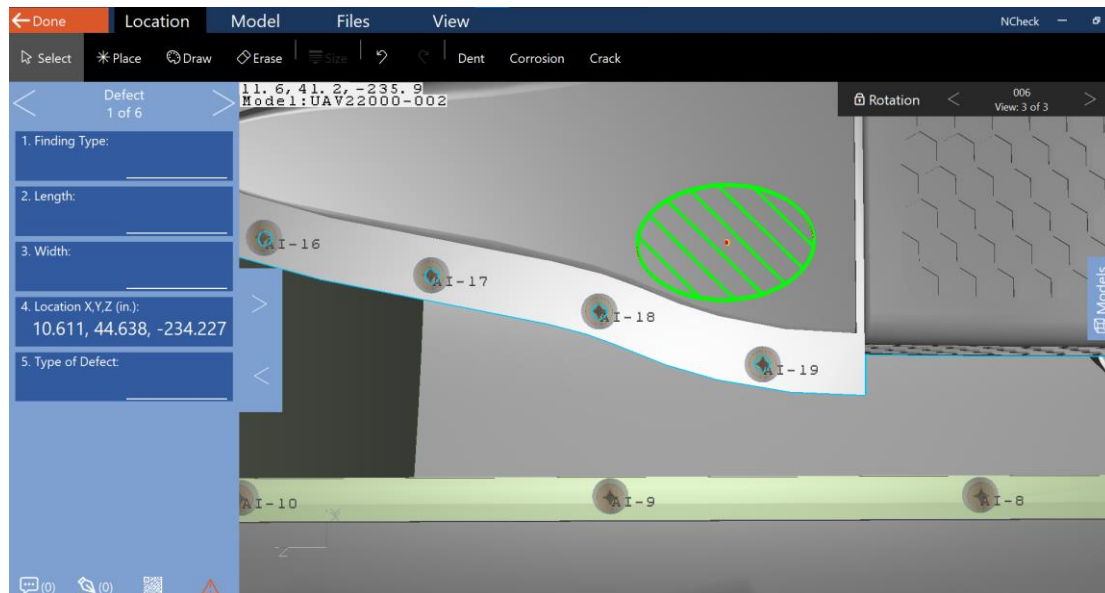 Done Location Model Files View NCheck
Select Place Draw Erase Size Dent Corrosion Crack
Defect
1 of 6
11.6, 41.2, -235.9
Model:UAV22000-002
Rotation
006
View: 3 of 3
1. Finding Type:
2. Length:
3. Width:
4. Location X,Y,Z (in.):
10.611, 44.638, -234.227
5. Type of Defect:
AI-16
AI-17
AI-18
AI-19
Models
AI-10
AI-9
AI-8
X
Z
(0) (0)